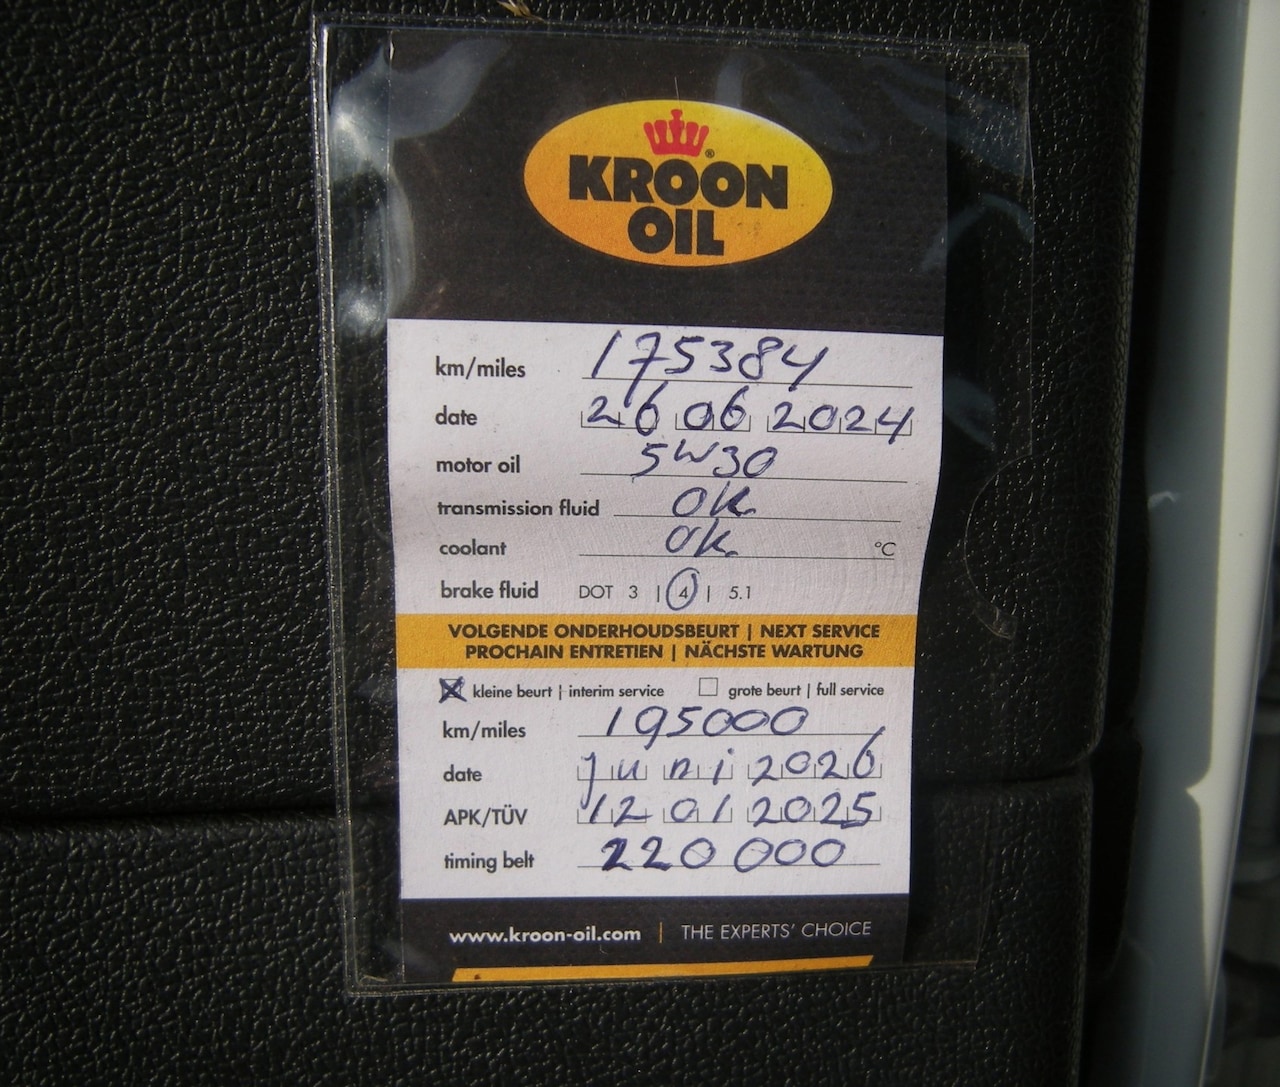 KROON®
OIL
km/miles 175384
date 26 06 2024
motor oil 5W30
transmission fluid OK
coolant OK °C
brake fluid DOT 3 | 4 | 5.1
VOLGENDE ONDERHOUDSBEURT | NEXT SERVICE
PROCHAIN ENTRETIEN | NÄCHSTE WARTUNG
kleine beurt | interim service grote beurt | full service
km/miles 195000
date juni 2026
APK/TÜV 12 01 2025
timing belt 220 000
www.kroon-oil.com | THE EXPERTS' CHOICE